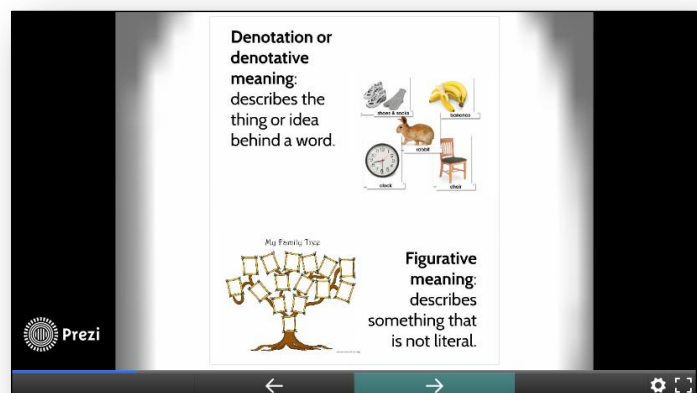 Denotation or
denotative
meaning:
describes the
thing or idea
behind a word.
shoes & socks
bananas
rabbit
clock
chair
My Family Tree
Figurative
meaning:
describes
something that
is not literal.
Prezi